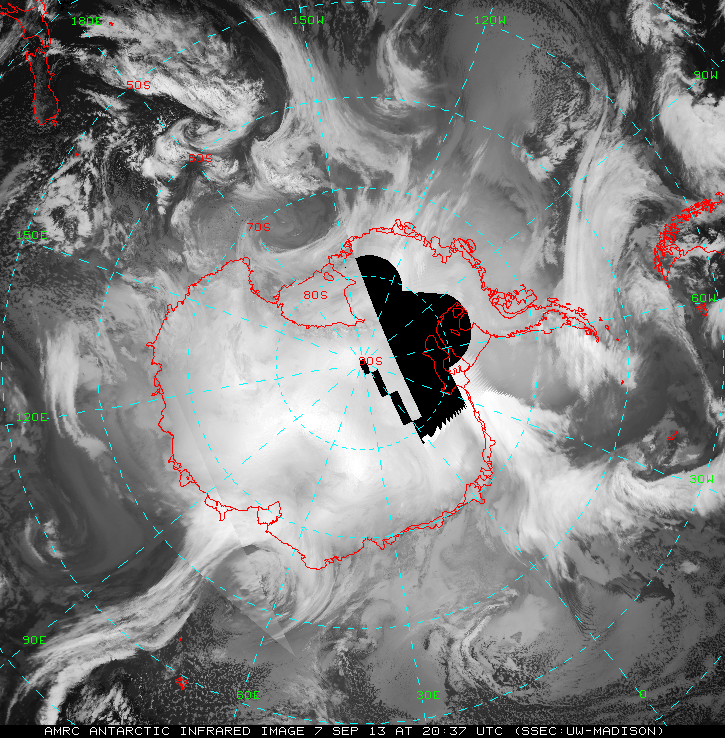 180E 150W 120W
50S 90W
60S
70S
150E
80S 60W
90S
120E
30W
90E
60E 30E 0
AMRC ANTARCTIC INFRARED IMAGE 7 SEP 13 AT 20:37 UTC (SSEC:UW-MADISON)